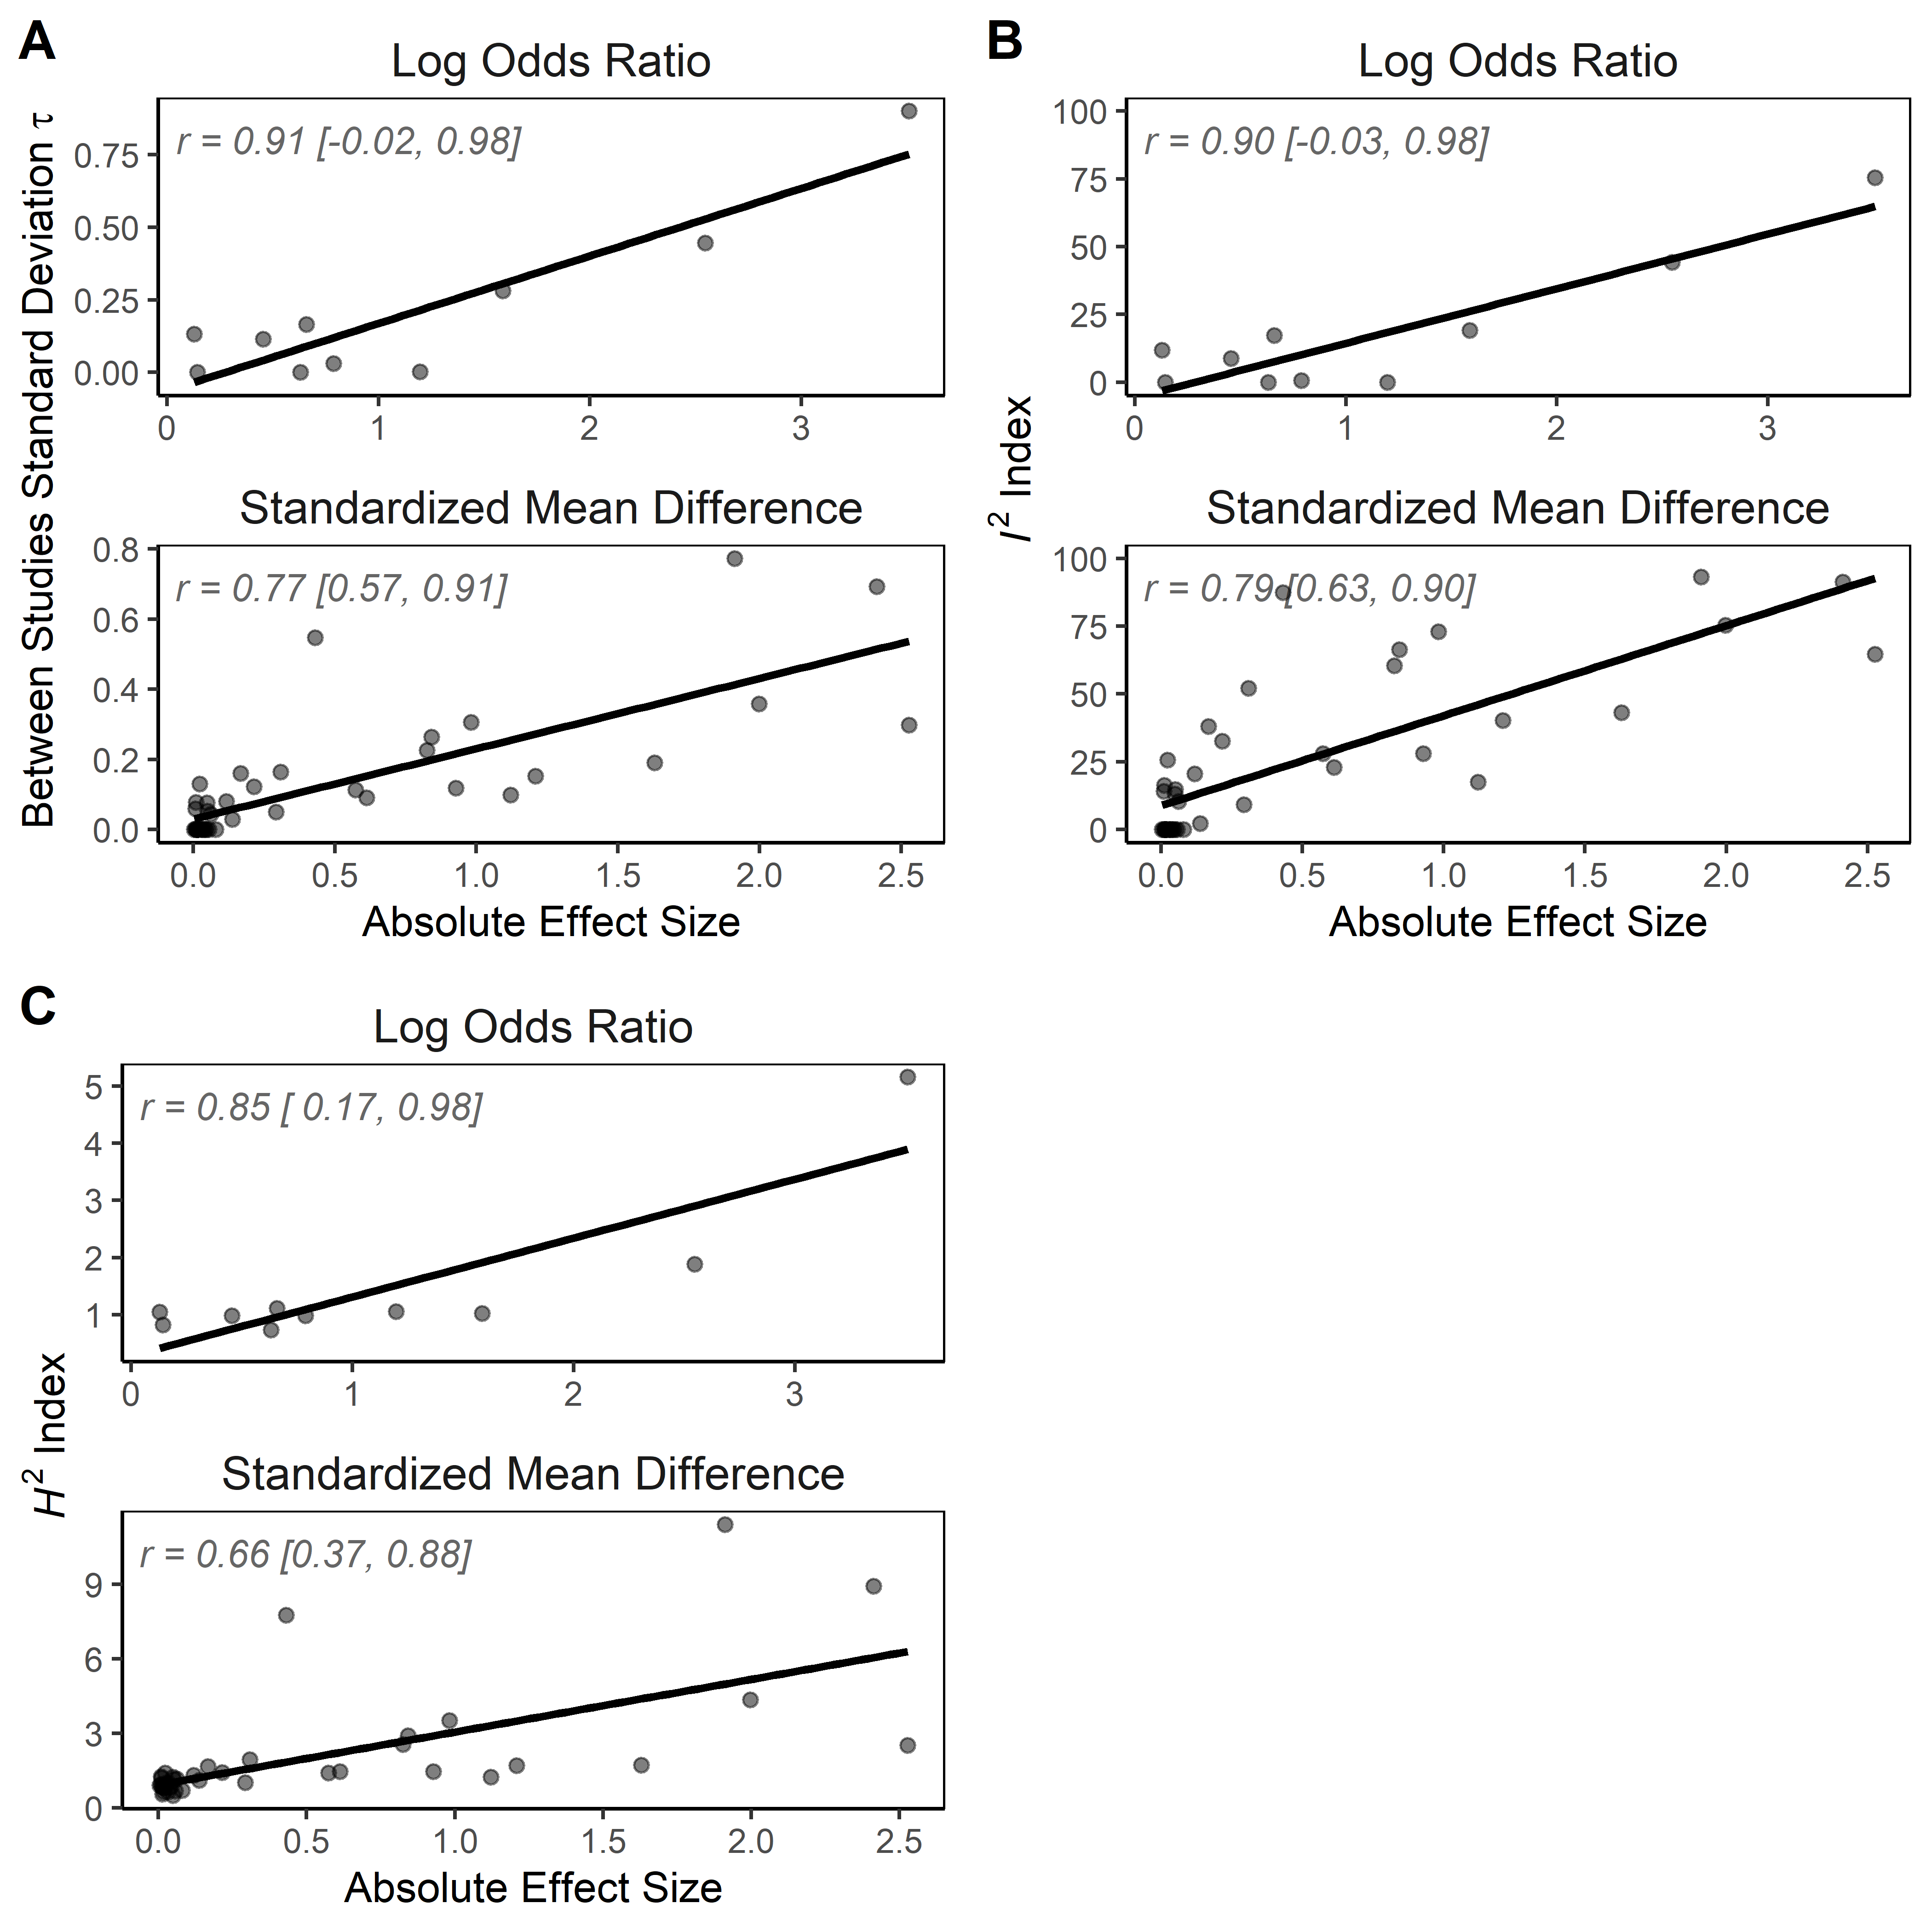 A
Log Odds Ratio
r = 0.91 [-0.02, 0.98]
0.75
0.50
0.25
0.00
0 1 2 3
Between Studies Standard Deviation τ
Standardized Mean Difference
r = 0.77 [0.57, 0.91]
0.8
0.6
0.4
0.2
0.0
0.0 0.5 1.0 1.5 2.0 2.5
Absolute Effect Size
B
Log Odds Ratio
r = 0.90 [-0.03, 0.98]
100
75
50
25
0
0 1 2 3
I² Index
Standardized Mean Difference
r = 0.79 [0.63, 0.90]
100
75
50
25
0
0.0 0.5 1.0 1.5 2.0 2.5
Absolute Effect Size
C
Log Odds Ratio
r = 0.85 [ 0.17, 0.98]
5
4
3
2
1
0 1 2 3
H² Index
Standardized Mean Difference
r = 0.66 [0.37, 0.88]
9
6
3
0
0.0 0.5 1.0 1.5 2.0 2.5
Absolute Effect Size